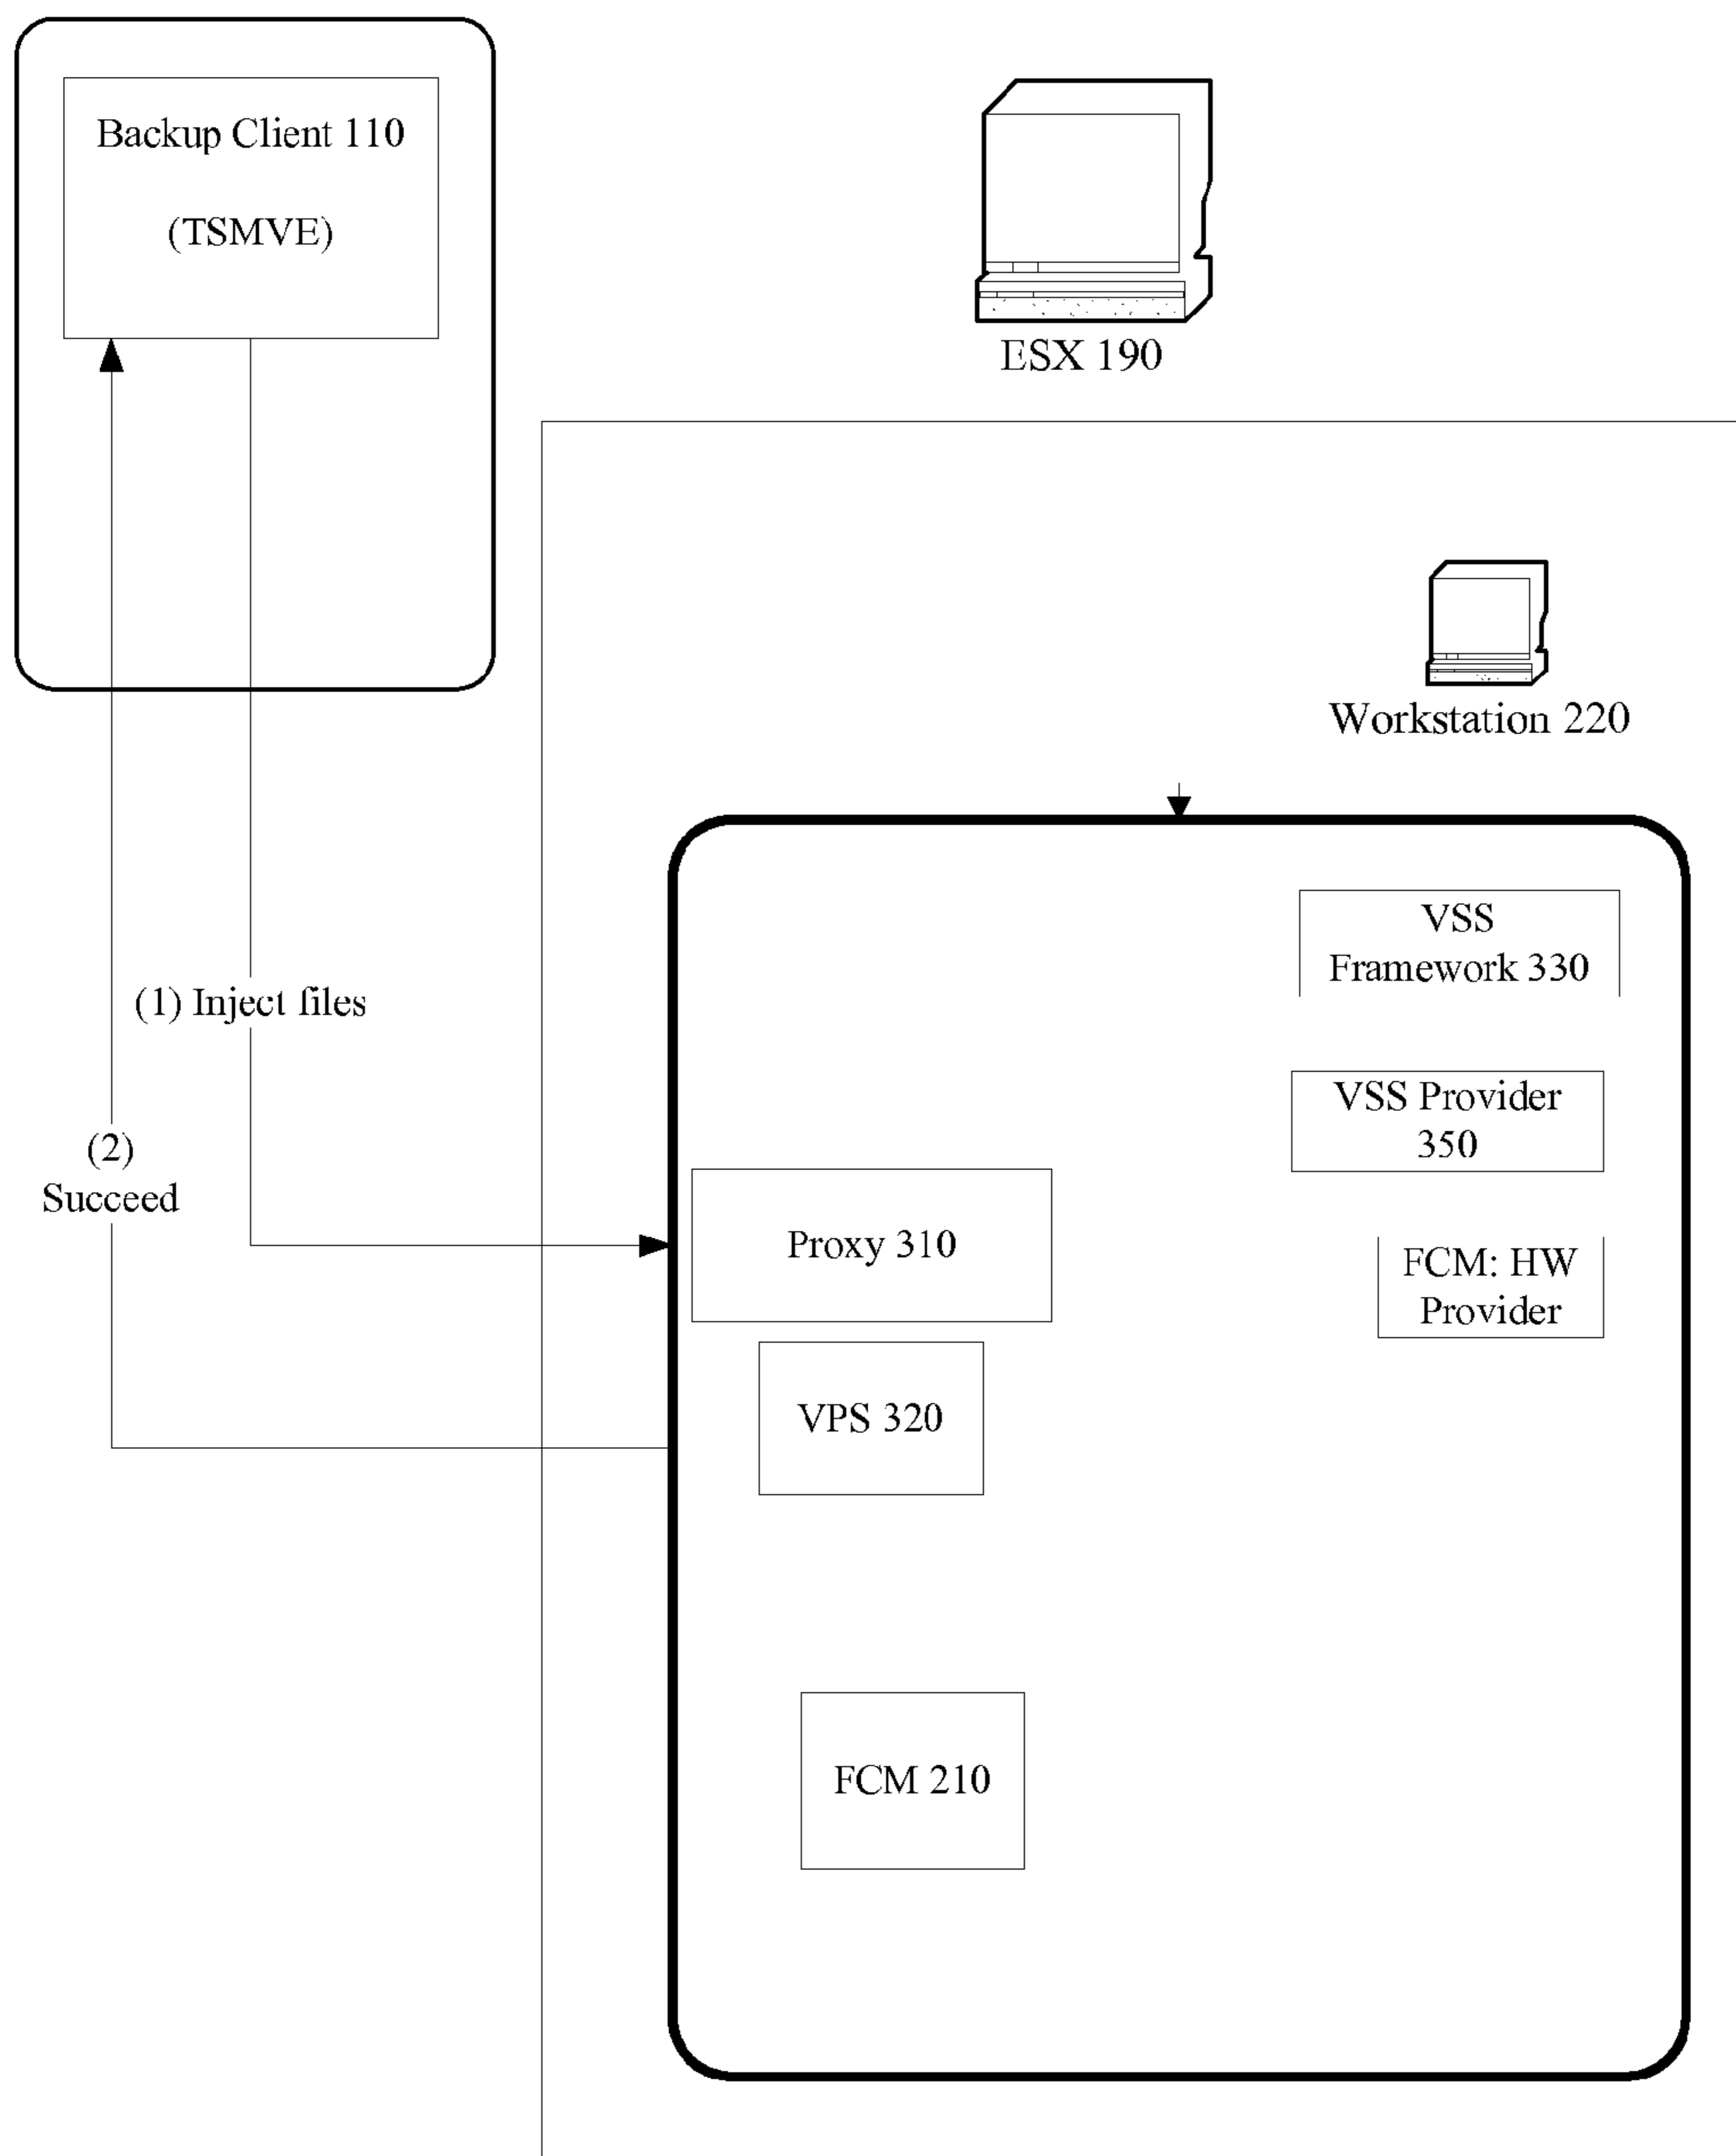 Backup Client 110
(TSMVE)
ESX 190
Workstation 220
VSS
Framework 330
(1) Inject files
VSS Provider
350
(2)
Succeed
Proxy 310
FCM: HW
Provider
VPS 320
FCM 210